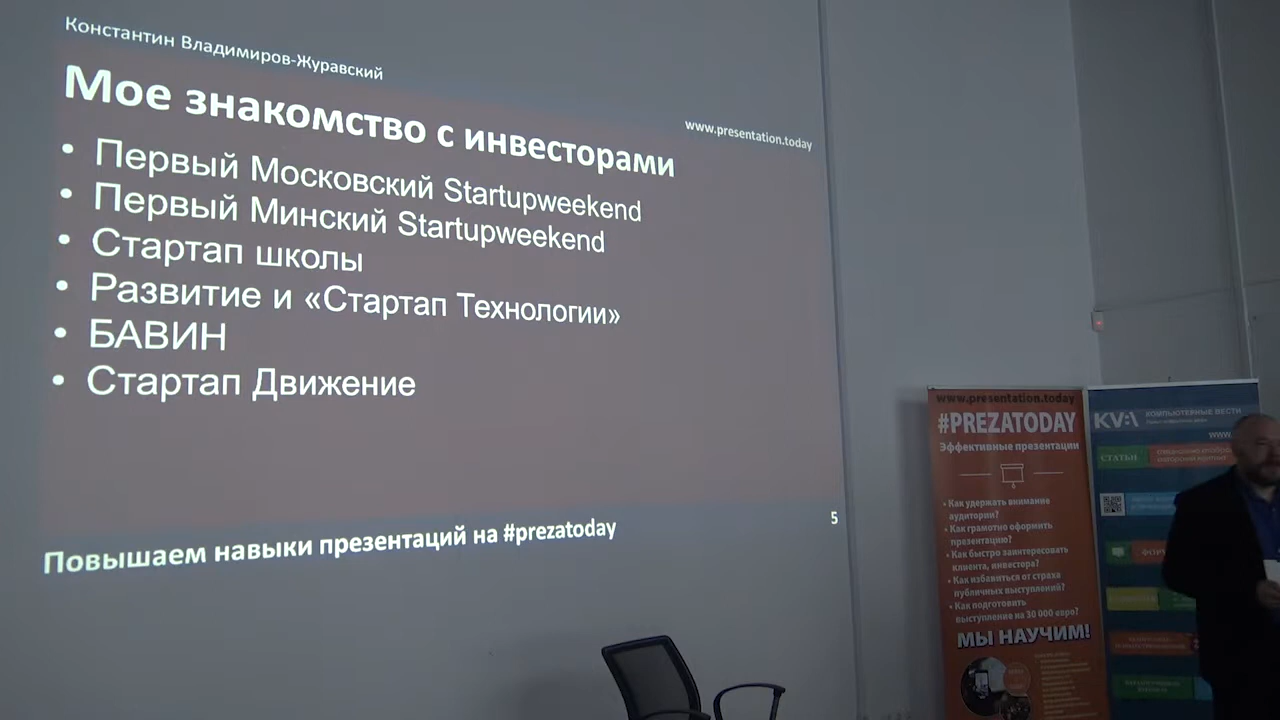 Константин Владимиров-Журавский
Мое знакомство с инвесторами
www.presentation.today
• Первый Московский Startupweekend
• Первый Минский Startupweekend
• Стартап школы
• Развитие и «Стартап Технологии»
• БАВИН
• Стартап Движение
Повышаем навыки презентаций на #prezatoday
5
www.presentation.today
#PREZATODAY
Эффективные презентации
• Как удержать внимание
аудитории?
• Как грамотно оформить
презентацию?
• Как быстро заинтересовать
клиента, инвестора?
• Как избавиться от страха
публичных выступлений?
• Как подготовить
выступление на 30 000 евро?
МЫ НАУЧИМ!
KV:\ КОМПЬЮТЕРНЫЕ ВЕСТИ
www.
СТАТЬИ